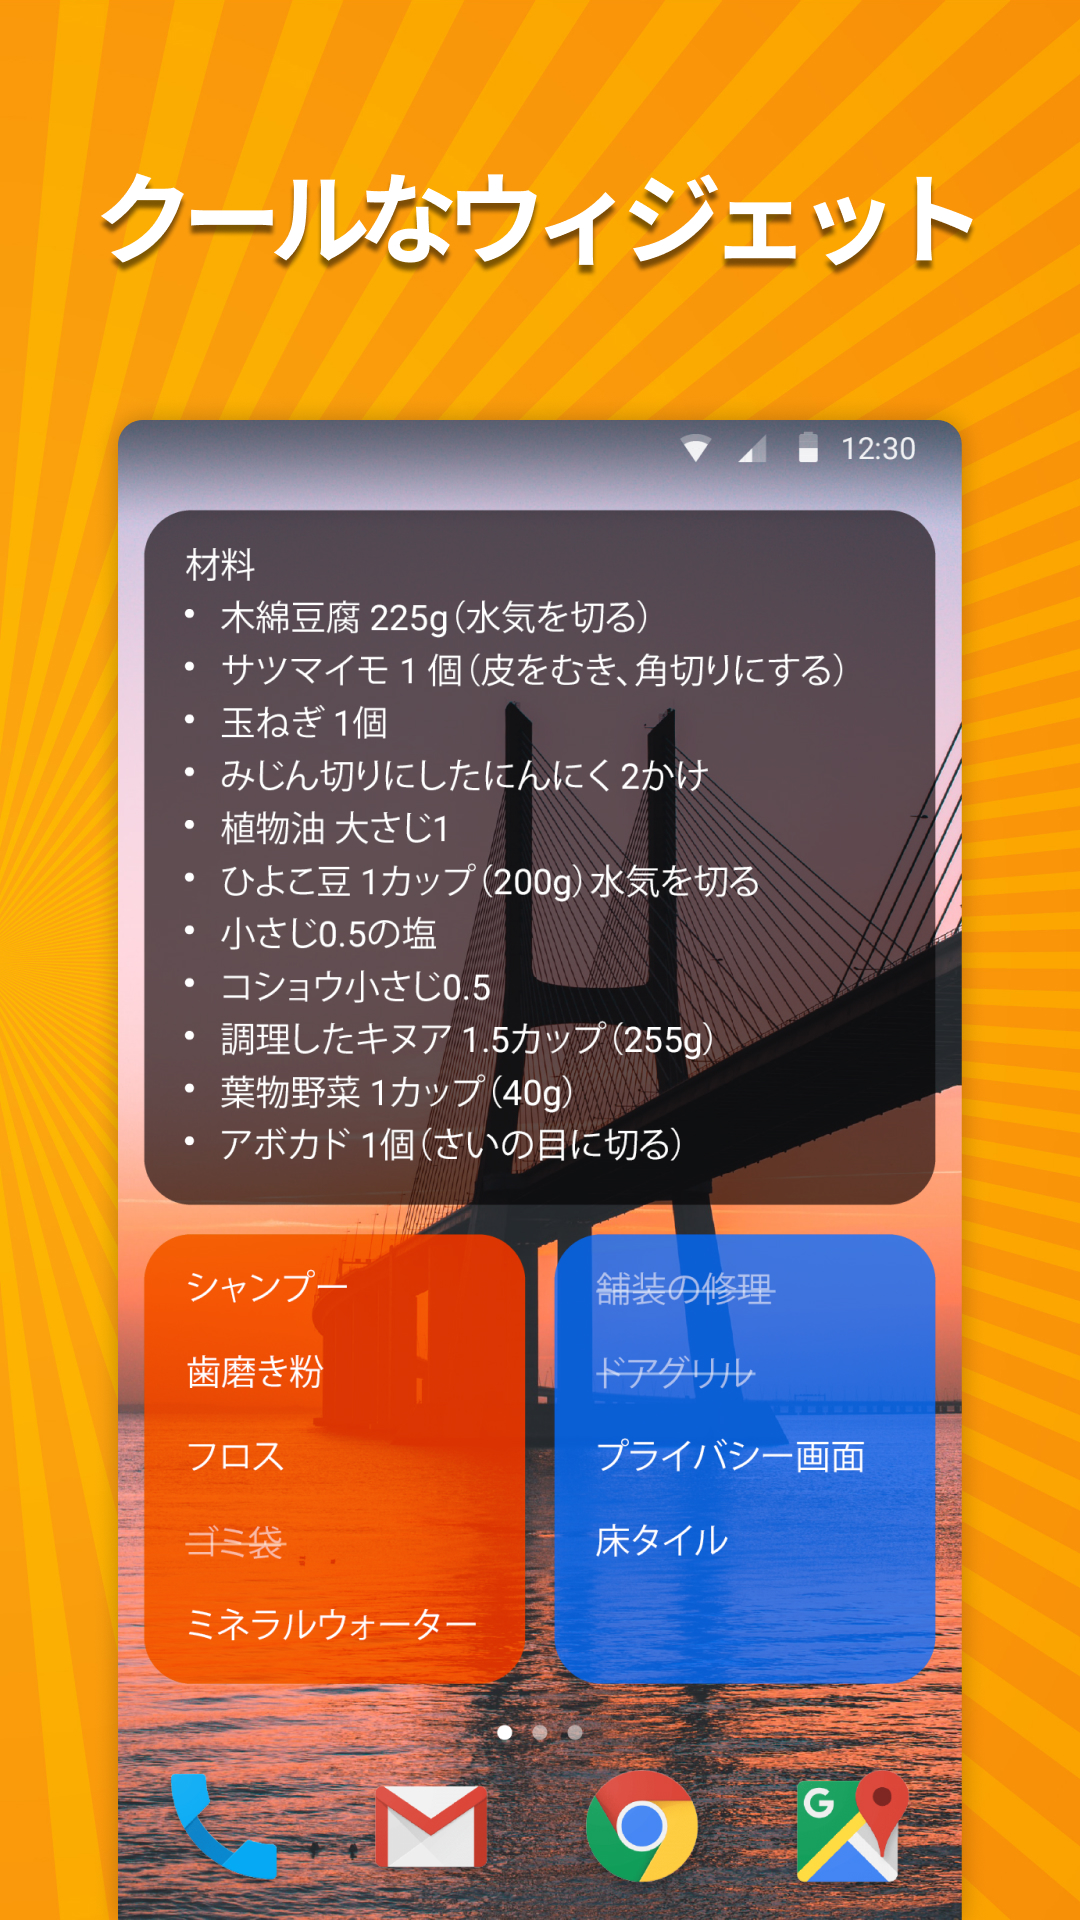 クールなウィジェット
12:30
材料
• 木綿豆腐 225g（水気を切る）
• サツマイモ 1 個（皮をむき、角切りにする）
• 玉ねぎ 1個
• みじん切りにしたにんにく 2かけ
• 植物油 大さじ1
• ひよこ豆 1カップ（200g）水気を切る
• 小さじ0.5の塩
• コショウ小さじ0.5
• 調理したキヌア 1.5カップ（255g）
• 葉物野菜 1カップ（40g）
• アボカド 1個（さいの目に切る）
シャンプー
歯磨き粉
フロス
ゴミ袋
ミネラルウォーター
舗装の修理
ドアグリル
プライバシー画面
床タイル
G